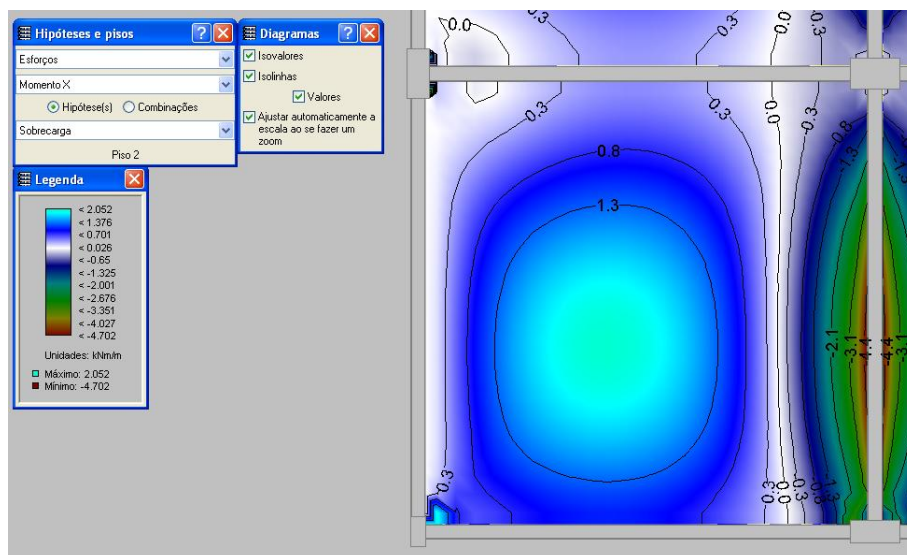 Hipóteses e pisos
Esforços
Momento X
Hipótese(s) Combinações
Sobrecarga
Piso 2
Diagramas
Isovalores
Isolinhas
Valores
Ajustar automaticamente a
escala ao se fazer um
zoom
Legenda
< 2.052
< 1.376
< 0.701
< 0.026
< -0.65
< -1.325
< -2.001
< -2.676
< -3.351
< -4.027
< -4.702
Unidades: kNm/m
Máximo: 2.052
Mínimo: -4.702
0.0
0.3
0.3
0.0
-0.3
0.3
0.3
0.0
-0.3
-0.8
-1.3
0.8
1.3
-2.1
-3.1
-4.4
-4.4
-3.1
0.3
0.3
0.0
-0.3
-0.8
-1.3